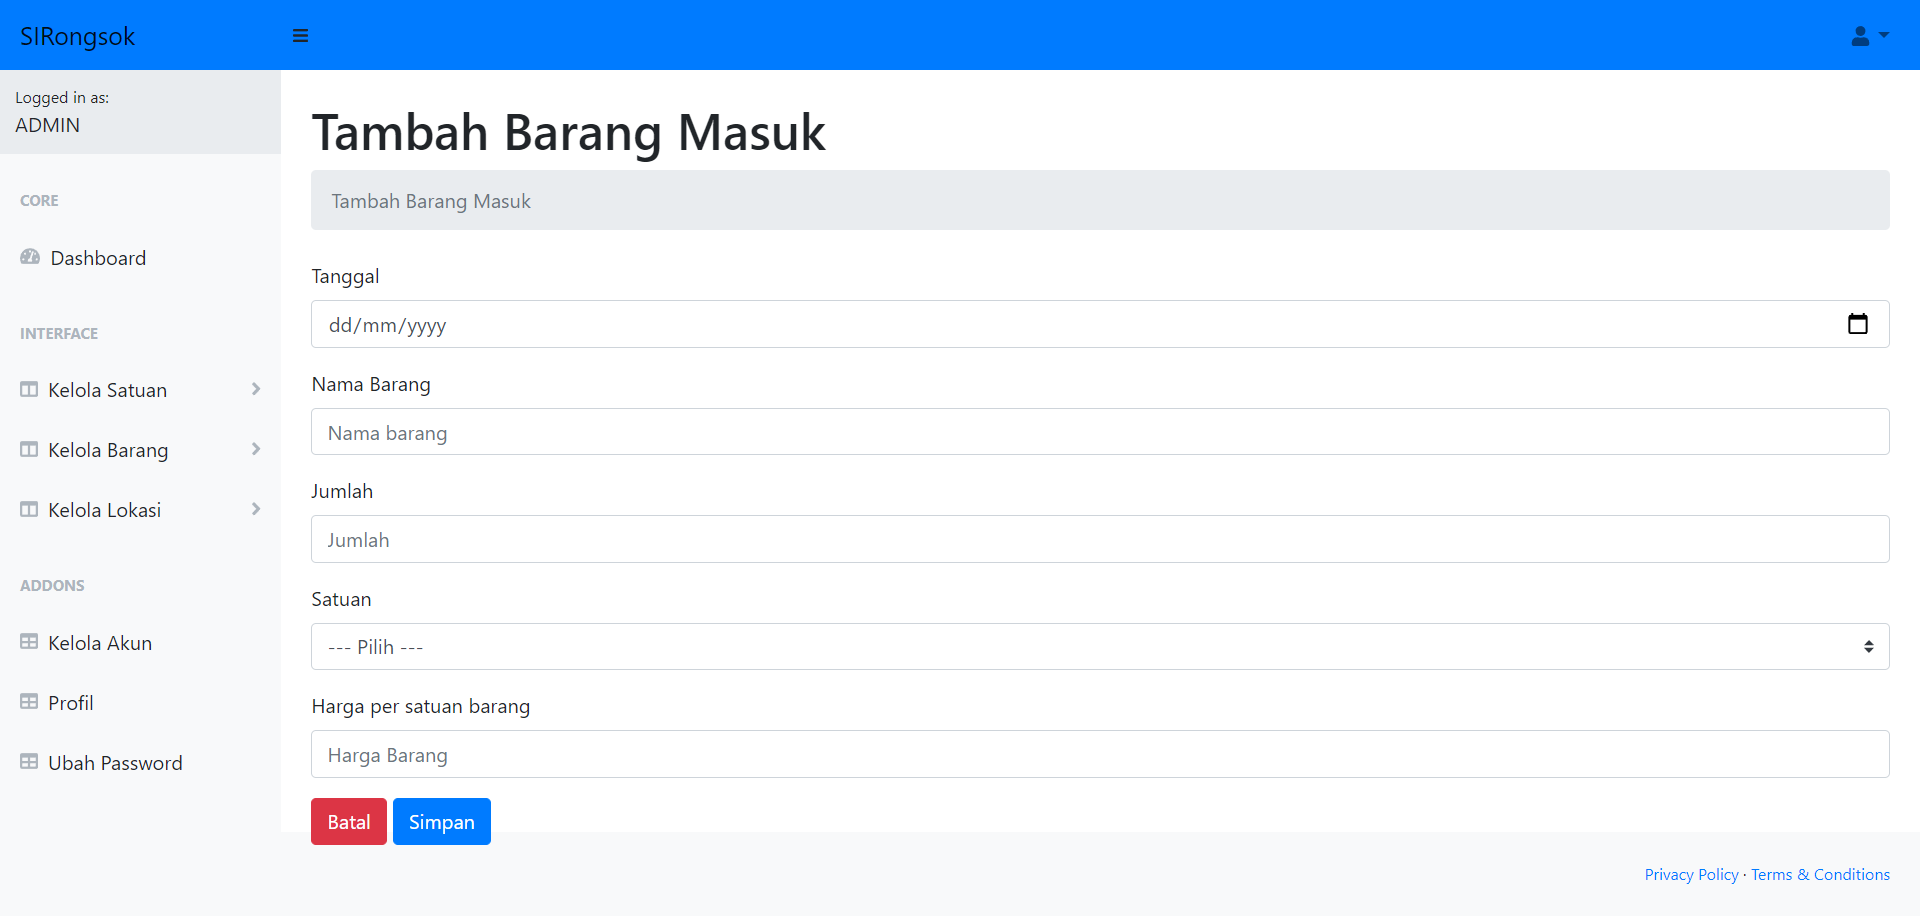 SIRongsok
Logged in as:
ADMIN
CORE
Dashboard
INTERFACE
Kelola Satuan
Kelola Barang
Kelola Lokasi
ADDONS
Kelola Akun
Profil
Ubah Password
Tambah Barang Masuk
Tambah Barang Masuk
Tanggal
dd/mm/yyyy
Nama Barang
Nama barang
Jumlah
Jumlah
Satuan
--- Pilih ---
Harga per satuan barang
Harga Barang
Batal Simpan
Privacy Policy · Terms & Conditions